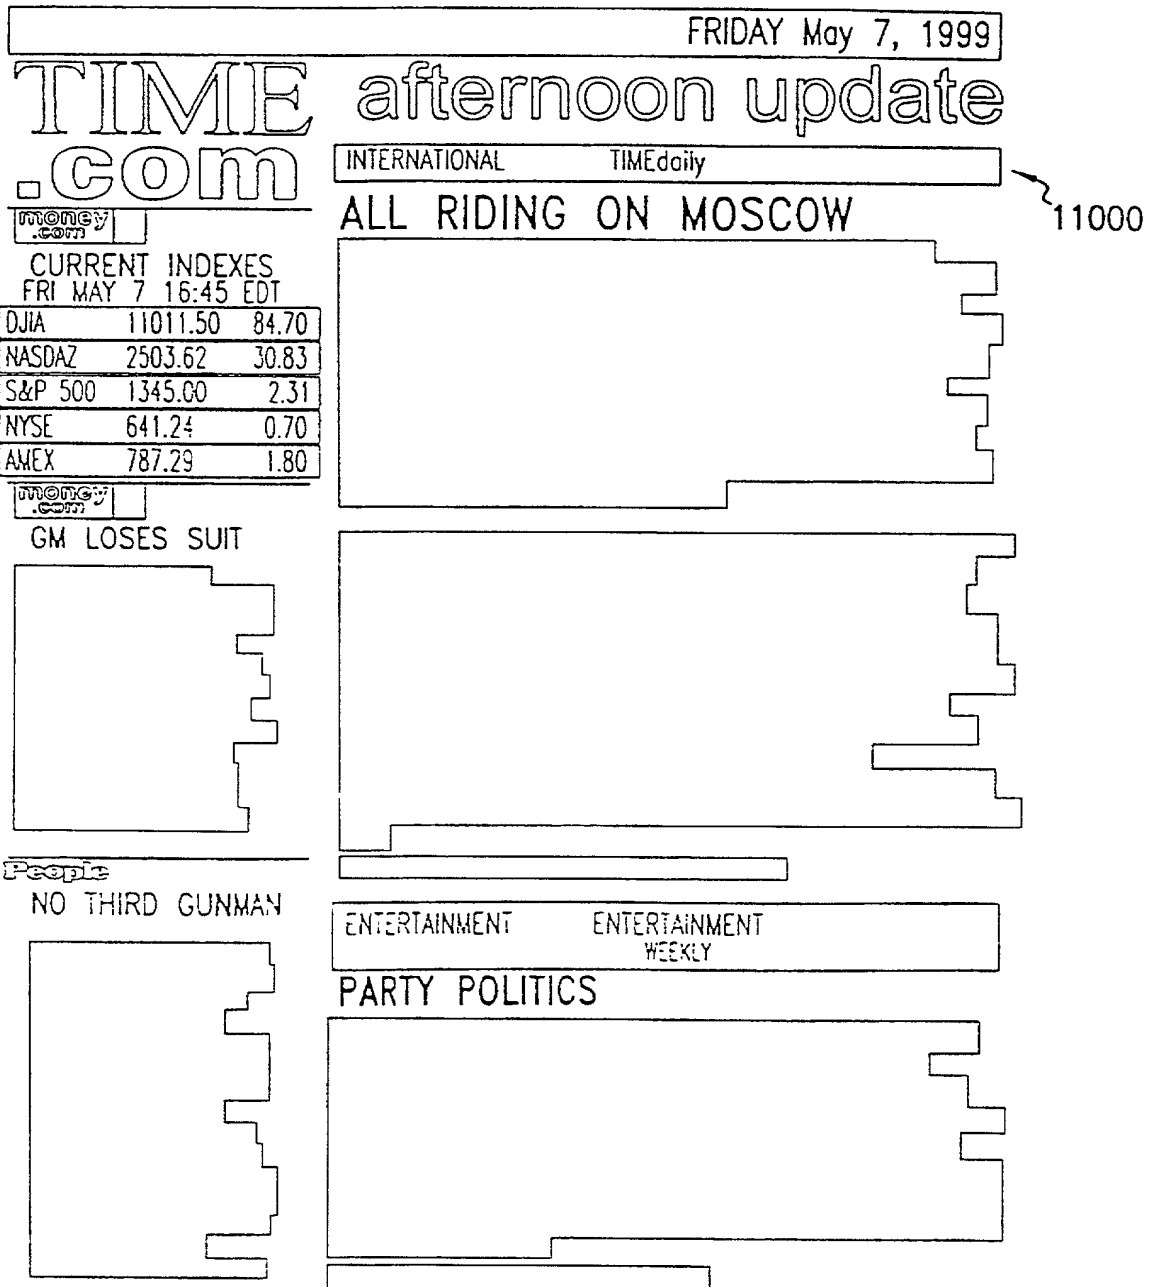 FRIDAY May 7, 1999
TIME
.com
afternoon update
money
.com
CURRENT INDEXES
FRI MAY 7 16:45 EDT
DJIA 11011.50 84.70
NASDAZ 2503.62 30.83
S&P 500 1345.00 2.31
NYSE 641.24 0.70
AMEX 787.29 1.80
money
.com
GM LOSES SUIT
People
NO THIRD GUNMAN
INTERNATIONAL TIMEdaily
11000
ALL RIDING ON MOSCOW
ENTERTAINMENT ENTERTAINMENT
WEEKLY
PARTY POLITICS